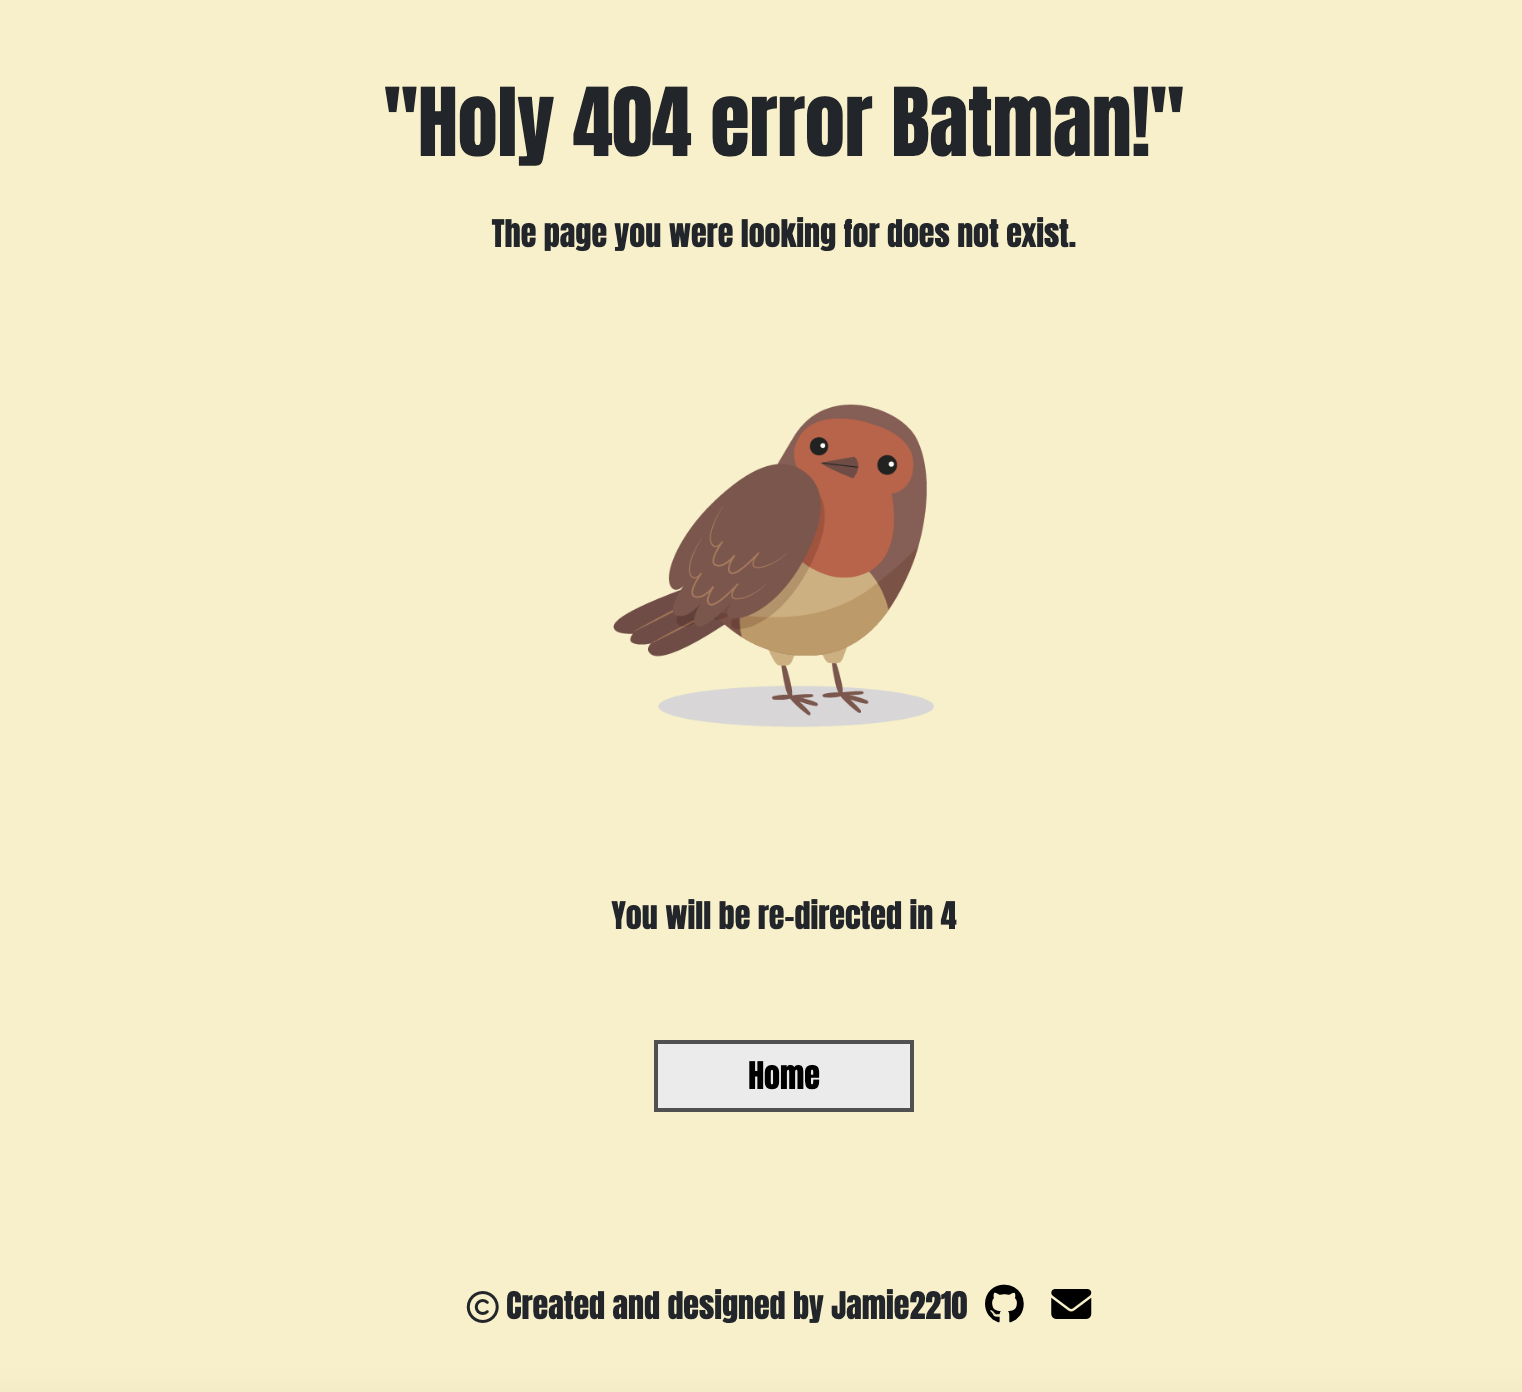 "Holy 404 error Batman!"
The page you were looking for does not exist.
You will be re-directed in 4
Home
© Created and designed by Jamie2210